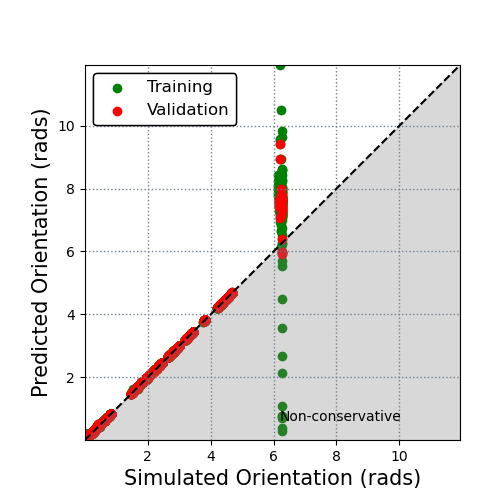 Training
Validation
Predicted Orientation (rads)
10
8
6
4
2
Non-conservative
2 4 6 8 10
Simulated Orientation (rads)